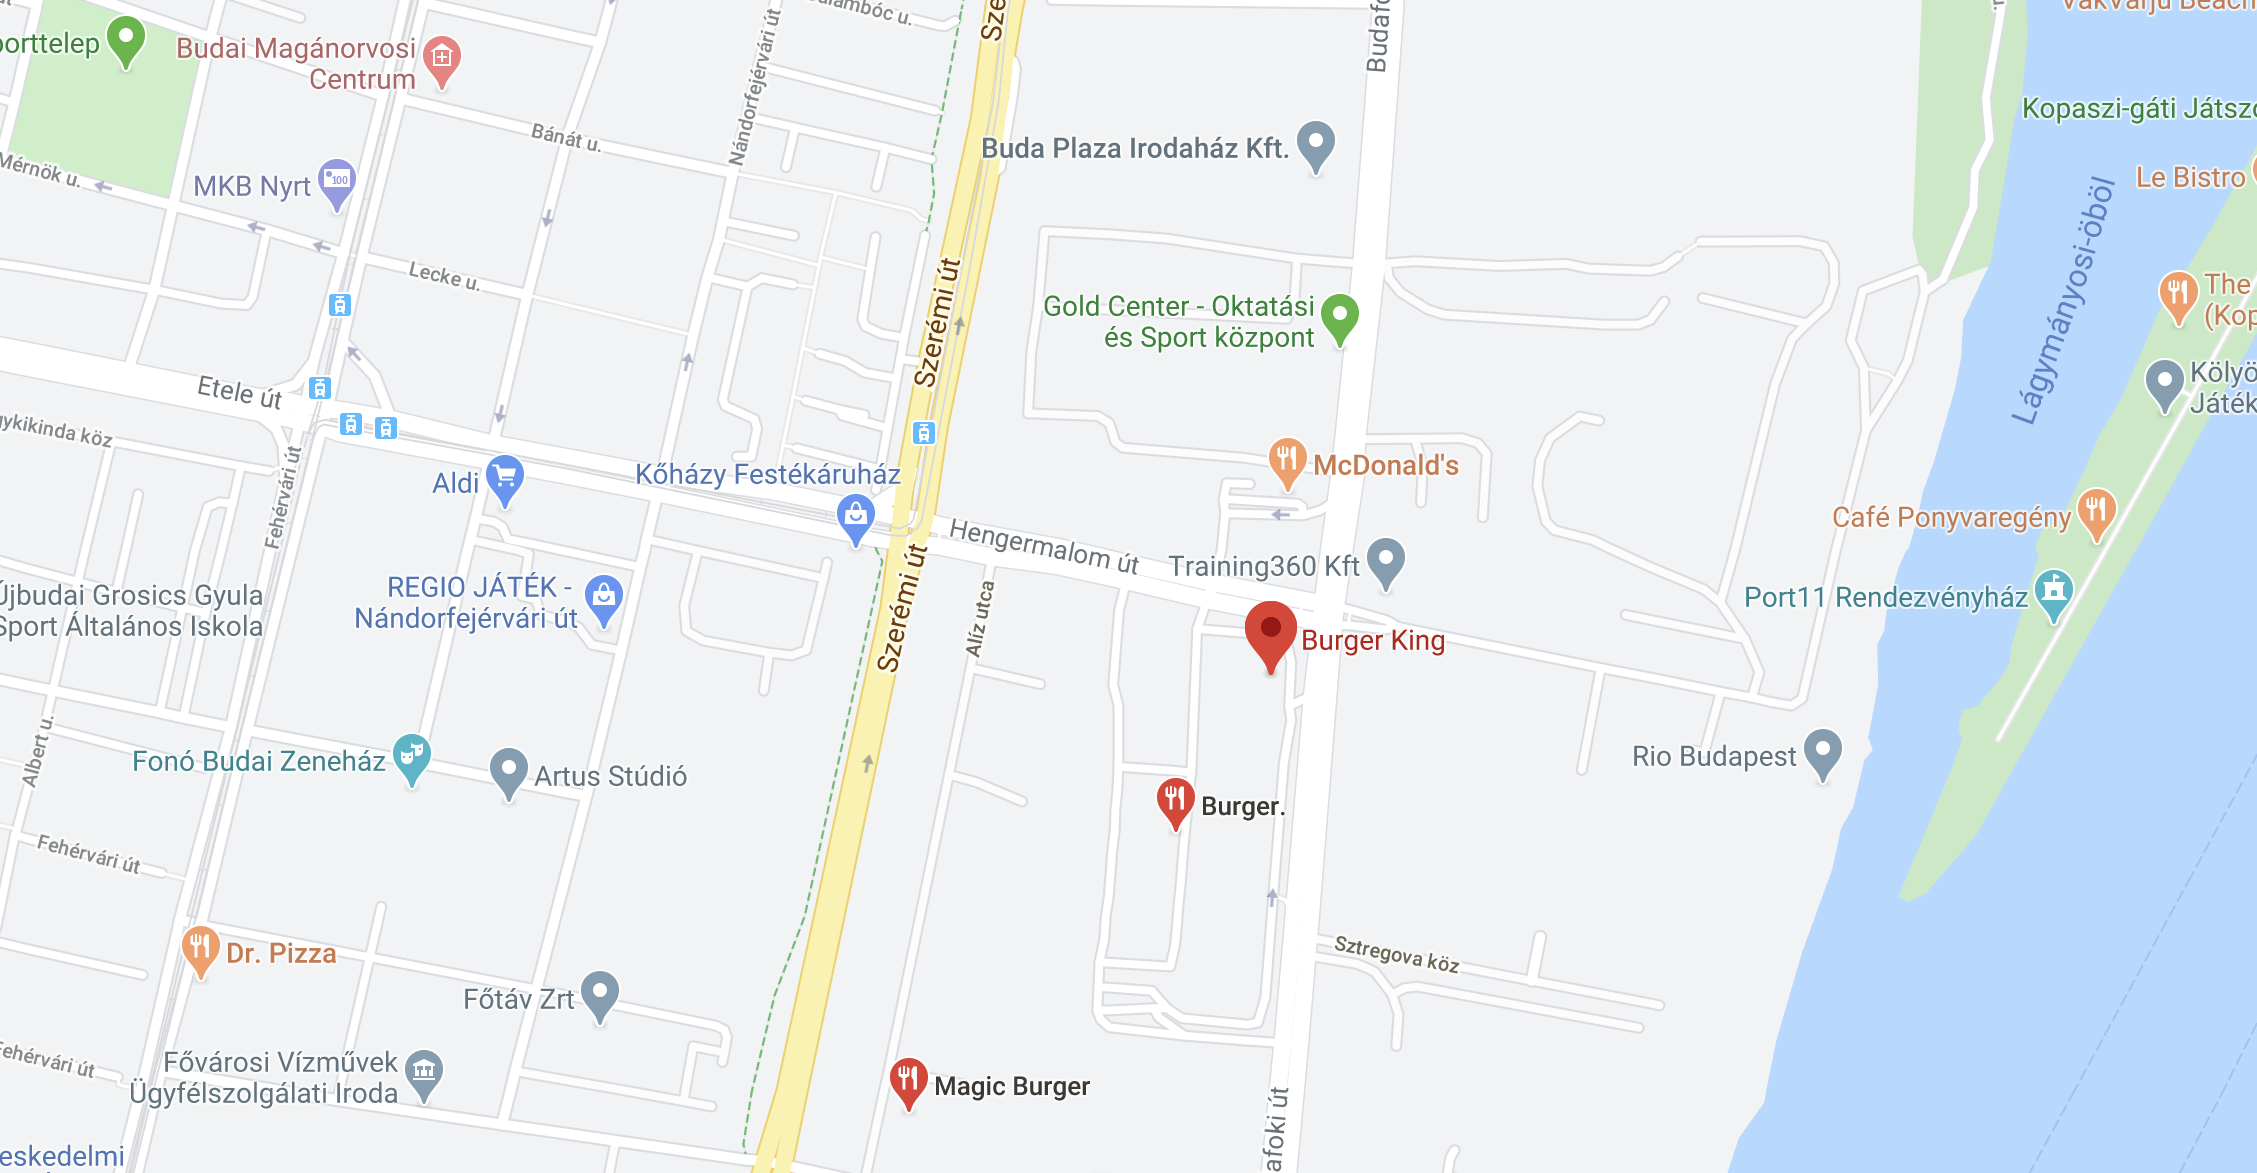 Vakvarjú Beach
Sze
Budafo
porttelep
Budai Magánorvosi
Centrum
Nándorfejérvári út
Bánát u.
Buda Plaza Irodaház Kft.
Kopaszi-gáti Játszó
Le Bistro
Mérnök u.
MKB Nyrt
100
Lágymányosi-öböl
Lecke u.
Szerémi út
Gold Center - Oktatási
és Sport központ
The
(Kop
Etele út
Kölyö
Játék
ykikinda köz
Aldi
Kőházy Festékáruház
McDonald's
Fehérvári út
Hengermalom út
Café Ponyvaregény
Training360 Kft
Újbudai Grosics Gyula
Sport Általános Iskola
REGIO JÁTÉK -
Nándorfejérvári út
Szerémi út
Alíz utca
Port11 Rendezvényház
Burger King
Albert u.
Fonó Budai Zeneház
Artus Stúdió
Rio Budapest
Burger.
Fehérvári út
Dr. Pizza
Sztregova köz
Főtáv Zrt
Fehérvári út
Fővárosi Vízművek
Ügyfélszolgálati Iroda
Magic Burger
afoki út
eskedelmi